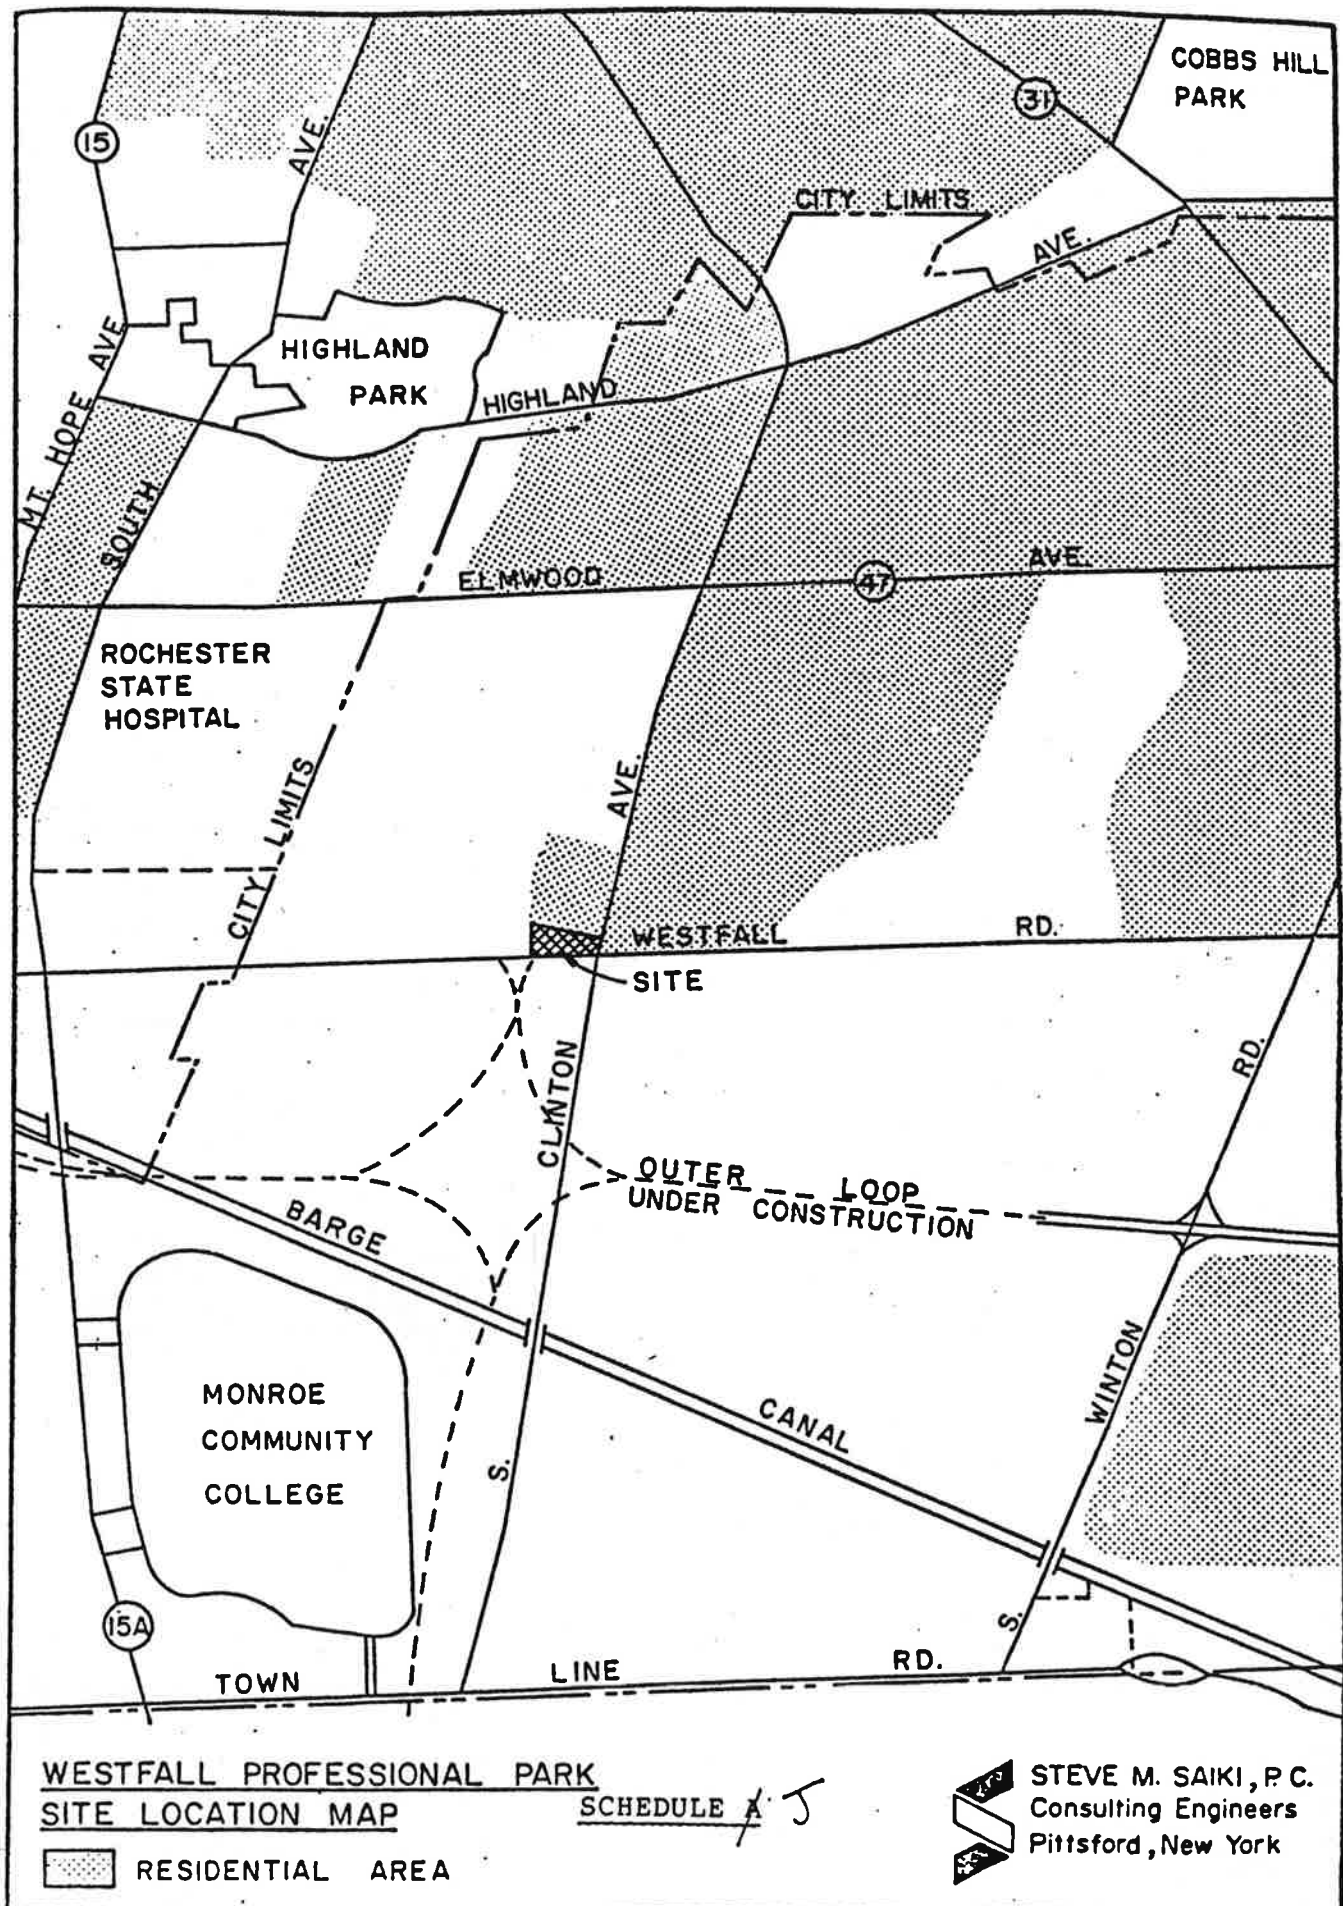 COBBS HILL
PARK
31
15
AVE.
CITY LIMITS
AVE.
HIGHLAND
PARK
MT. HOPE AVE
HIGHLAND
SOUTH
ELMWOOD
47
AVE.
ROCHESTER
STATE
HOSPITAL
CITY LIMITS
AVE.
WESTFALL
RD.
SITE
CLINTON
RD.
OUTER LOOP
UNDER CONSTRUCTION
BARGE
WINTON
MONROE
COMMUNITY
COLLEGE
CANAL
S.
15A
S.
TOWN LINE RD.
WESTFALL PROFESSIONAL PARK
SITE LOCATION MAP
SCHEDULE A J
RESIDENTIAL AREA
STEVE M. SAIKI, P.C.
Consulting Engineers
Pittsford, New York